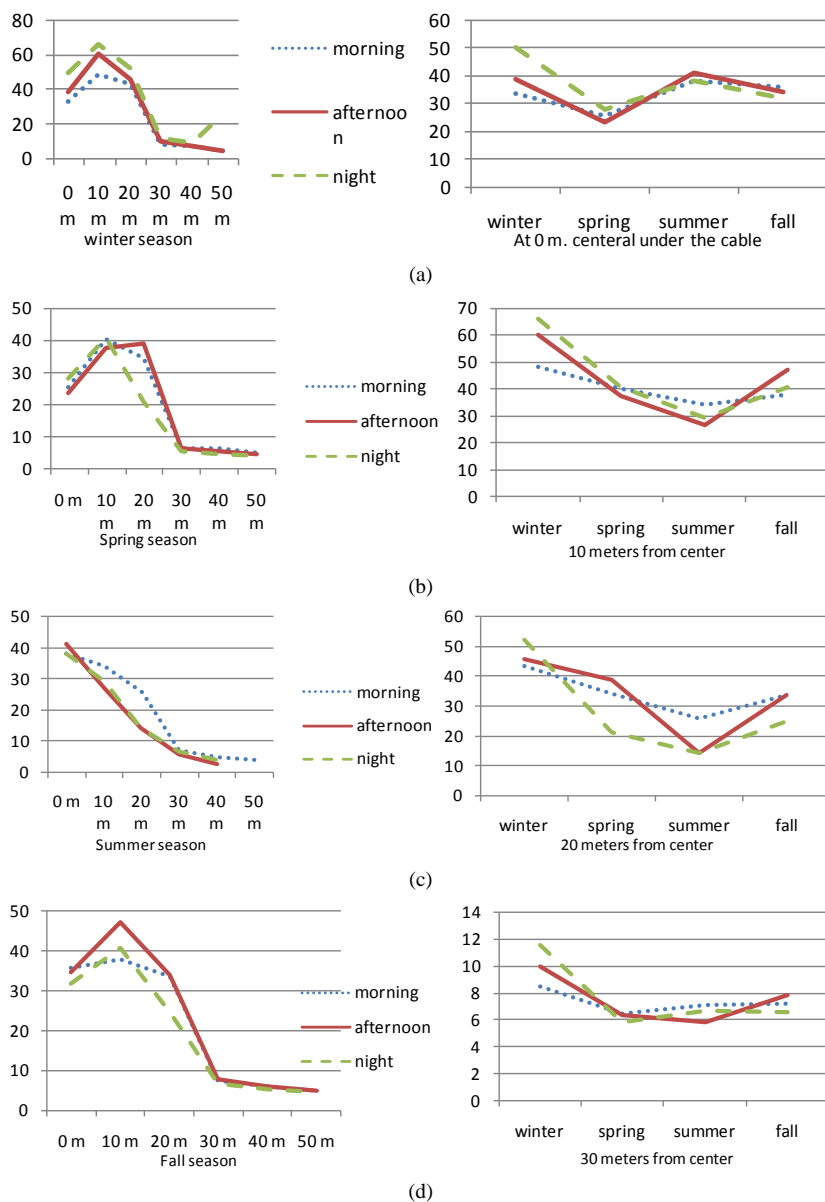 80
60
40
20
0
0
m
10
m
20
m
30
m
40
m
50
m
winter season
morning
afternoo
n
night
60
50
40
30
20
10
0
winter spring summer fall
At 0 m. centeral under the cable
(a)
50
40
30
20
10
0
0 m
10
m
20
m
30
m
40
m
50
m
Spring season
morning
afternoon
night
70
60
50
40
30
20
10
0
winter spring summer fall
10 meters from center
(b)
50
40
30
20
10
0
0 m
10
m
20
m
30
m
40
m
50
m
Summer season
morning
afternoon
night
60
50
40
30
20
10
0
winter spring summer fall
20 meters from center
(c)
50
40
30
20
10
0
0 m 10 m 20 m 30 m 40 m 50 m
Fall season
morning
afternoon
night
14
12
10
8
6
4
2
0
winter spring summer fall
30 meters from center
(d)